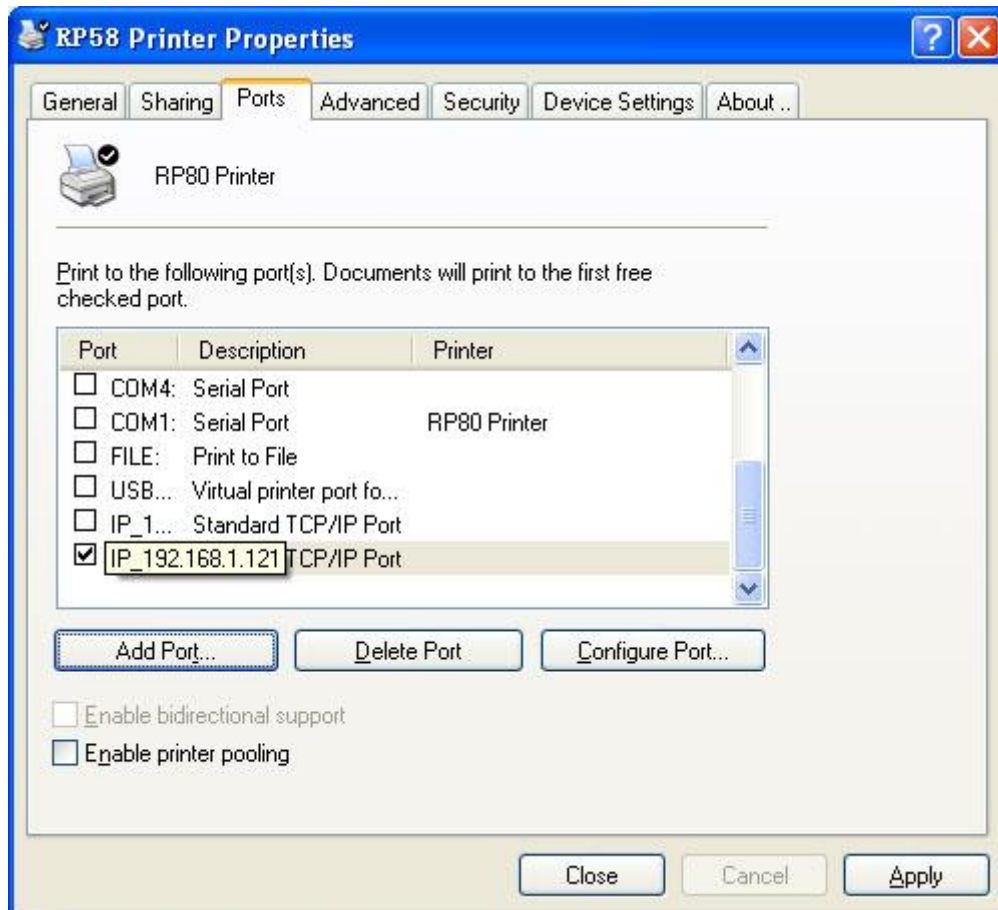 RP58 Printer Properties
General Sharing Ports Advanced Security Device Settings About ..
RP80 Printer
Print to the following port(s). Documents will print to the first free
checked port.
Port Description Printer
COM4: Serial Port
COM1: Serial Port RP80 Printer
FILE: Print to File
USB... Virtual printer port fo...
IP_1... Standard TCP/IP Port
IP_192.168.1.121 TCP/IP Port
Add Port... Delete Port Configure Port...
Enable bidirectional support
Enable printer pooling
Close Cancel Apply